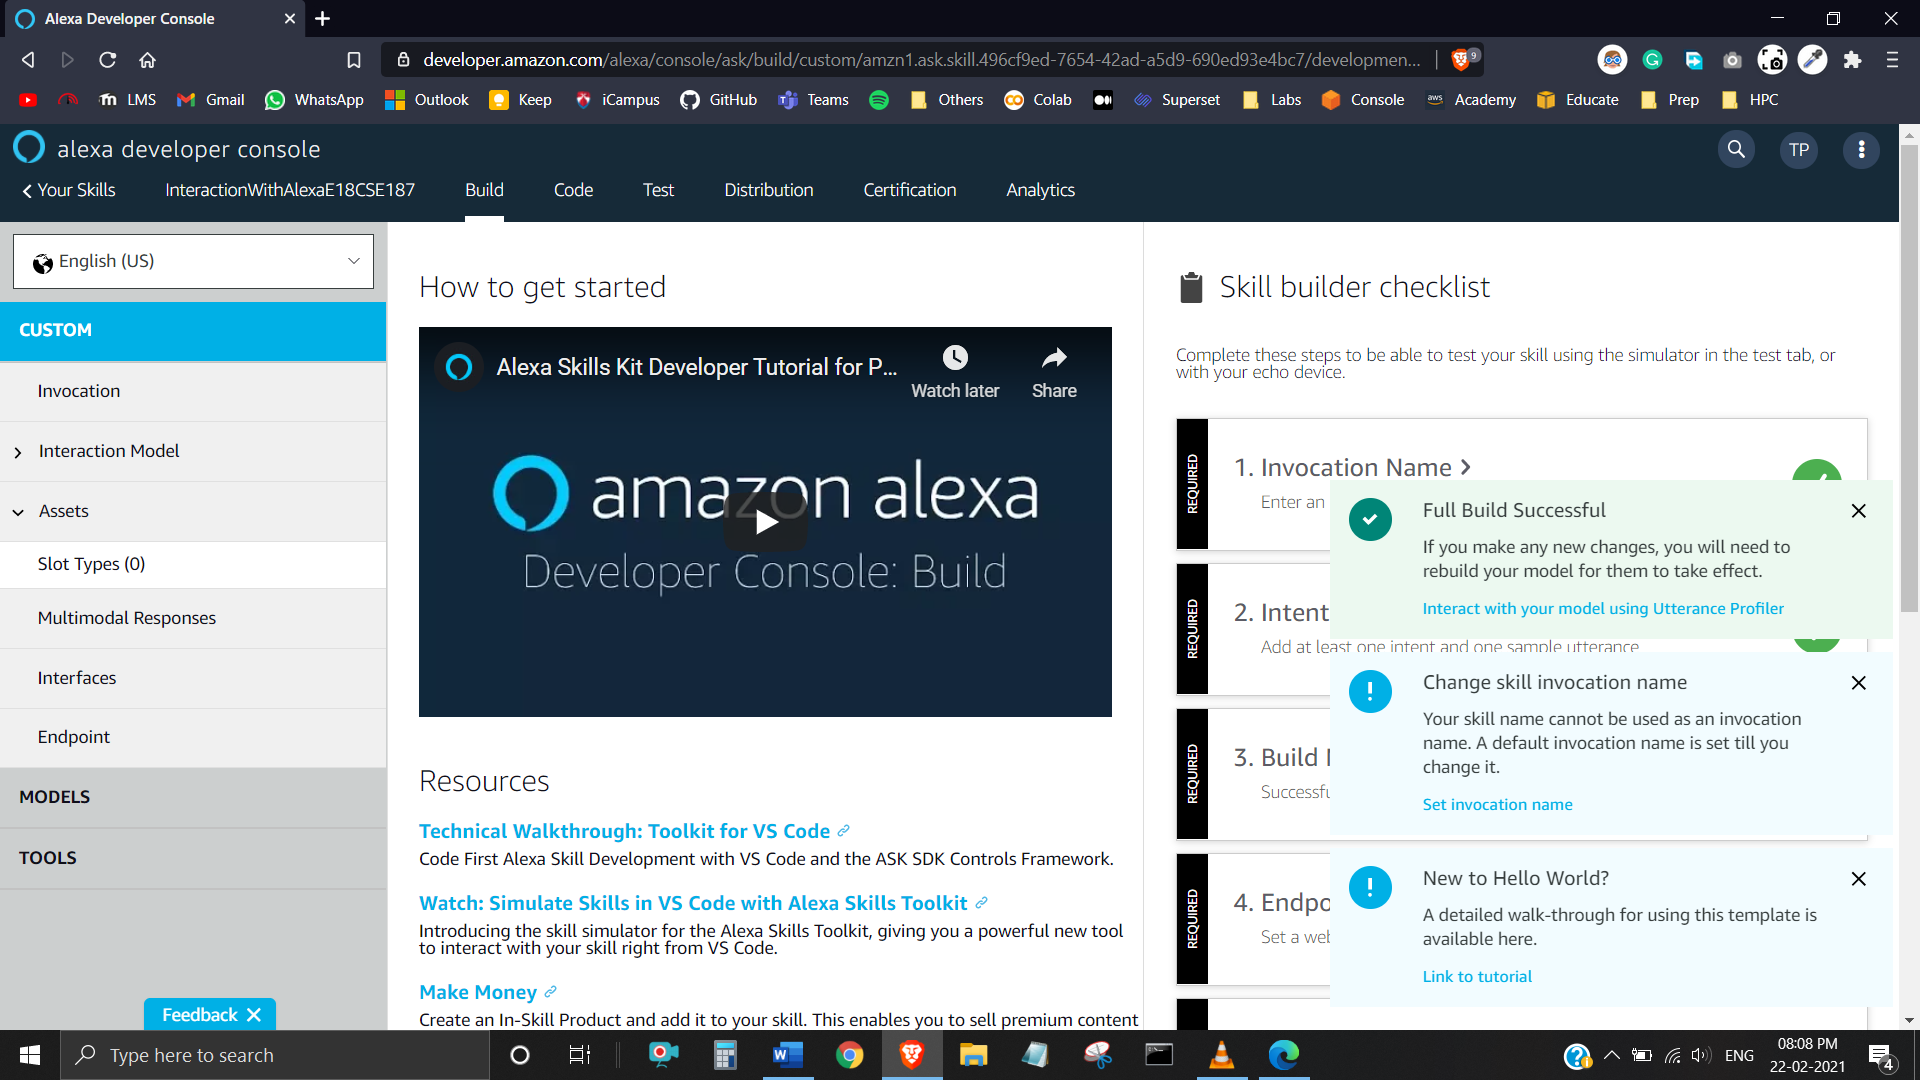 Alexa Developer Console
developer.amazon.com/alexa/console/ask/build/custom/amzn1.ask.skill.496cf9ed-7654-42ad-a5d9-690ed93e4bc7/developmen...
9
LMS
Gmail
WhatsApp
Outlook
Keep
iCampus
GitHub
Teams
Others
Colab
Superset
Labs
Console
aws
Academy
Educate
Prep
HPC
alexa developer console
TP
Your Skills
InteractionWithAlexaE18CSE187
Build
Code
Test
Distribution
Certification
Analytics
English (US)
CUSTOM
Invocation
Interaction Model
Assets
Slot Types (0)
Multimodal Responses
Interfaces
Endpoint
MODELS
TOOLS
Feedback
How to get started
Alexa Skills Kit Developer Tutorial for P...
Watch later
Share
amazon alexa
Developer Console: Build
Resources
Technical Walkthrough: Toolkit for VS Code
Code First Alexa Skill Development with VS Code and the ASK SDK Controls Framework.
Watch: Simulate Skills in VS Code with Alexa Skills Toolkit
Introducing the skill simulator for the Alexa Skills Toolkit, giving you a powerful new tool
to interact with your skill right from VS Code.
Make Money
Create an In-Skill Product and add it to your skill. This enables you to sell premium content
Skill builder checklist
Complete these steps to be able to test your skill using the simulator in the test tab, or
with your echo device.
REQUIRED
1. Invocation Name
Enter an
REQUIRED
2. Intent
Add at least one intent and one sample utterance
REQUIRED
3. Build
Successfu
REQUIRED
4. Endpo
Set a web
Full Build Successful
If you make any new changes, you will need to
rebuild your model for them to take effect.
Interact with your model using Utterance Profiler
Change skill invocation name
Your skill name cannot be used as an invocation
name. A default invocation name is set till you
change it.
Set invocation name
New to Hello World?
A detailed walk-through for using this template is
available here.
Link to tutorial
Type here to search
ENG
08:08 PM
22-02-2021
4